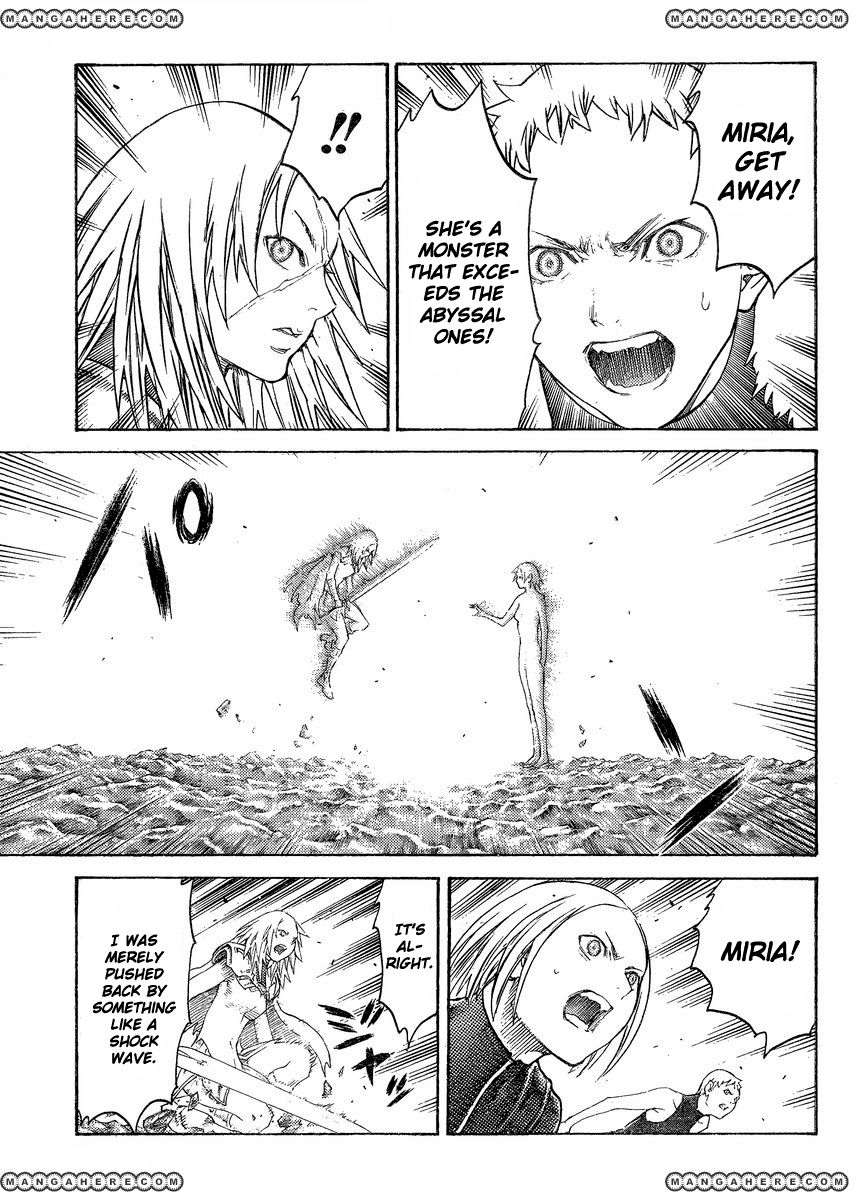 MANGAHERE.COM
MANGAHERE.COM
MIRIA,
GET
AWAY!
SHE'S A
MONSTER
THAT EXCE-
EDS THE
ABYSSAL
ONES!
!!
MIRIA!
IT'S
AL-
RIGHT.
I WAS
MERELY
PUSHED
BACK BY
SOMETHING
LIKE A
SHOCK
WAVE.
MANGAHERE.COM
MANGAHERE.COM